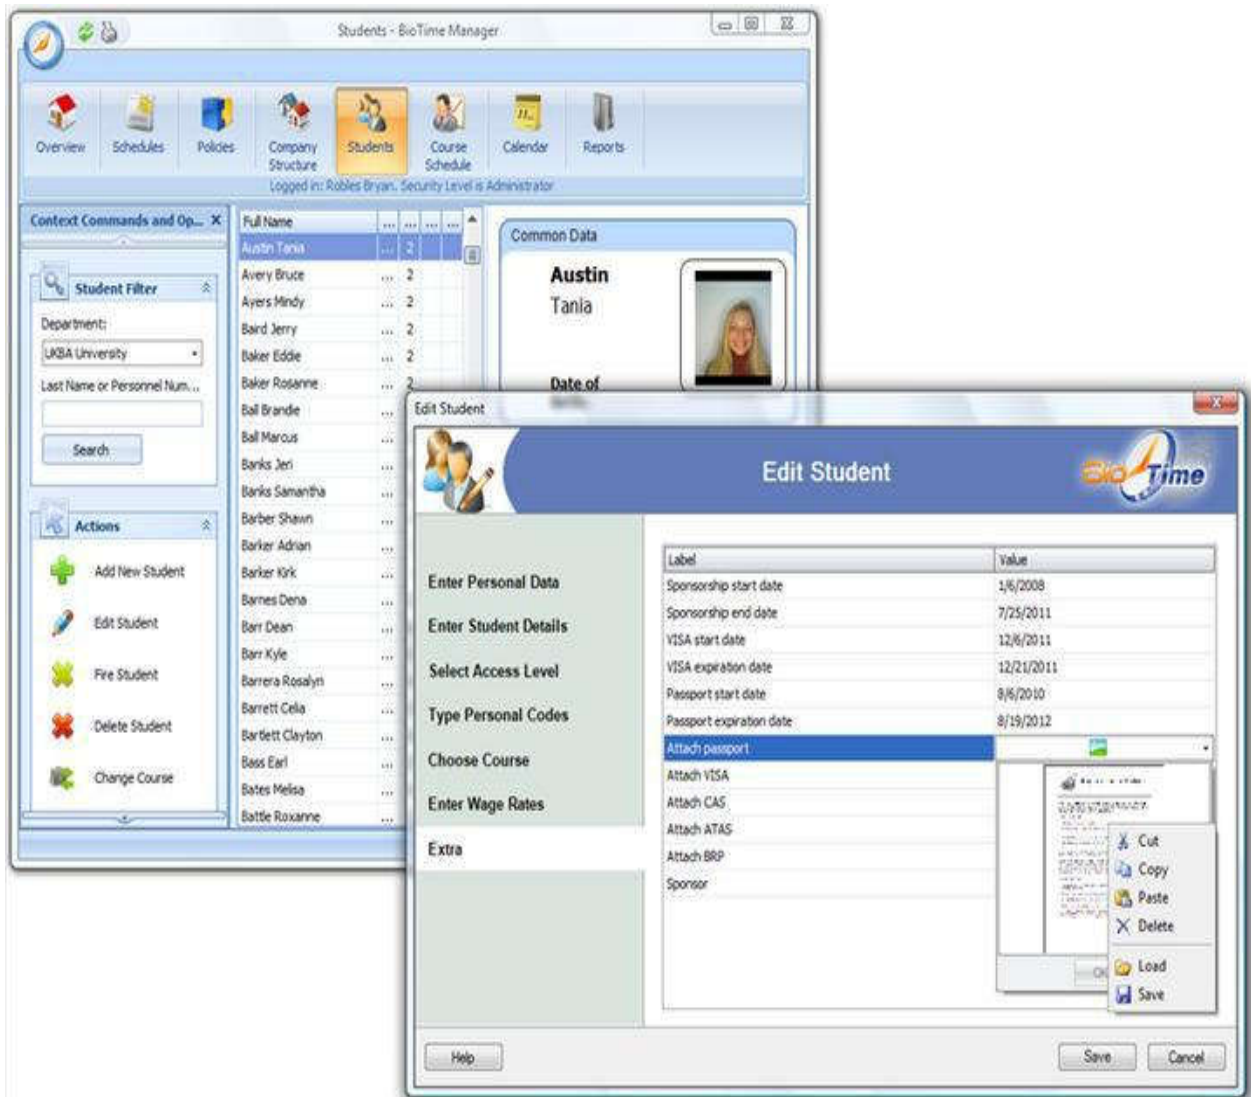 Students - BioTime Manager
Overview
Schedules
Policies
Company
Structure
Students
Course
Schedule
Calendar
Reports
Logged in: Robles Bryan. Security Level is Administrator
Context Commands and Op...
Student Filter
Department:
UKBA University
Last Name or Personnel Num...
Search
Actions
Add New Student
Edit Student
Fire Student
Delete Student
Change Course
Full Name ... ... ... ...
Austin Tania ... 2
Avery Bruce ... 2
Ayers Mindy ... 2
Baird Jerry ... 2
Baker Eddie ... 2
Baker Rosanne ... 2
Ball Brandie ...
Ball Marcus ...
Banks Jeri ...
Banks Samantha ...
Barber Shawn ...
Barker Adrian ...
Barker Kirk ...
Barnes Dena ...
Barr Dean ...
Barr Kyle ...
Barrera Rosalyn ...
Barrett Celia ...
Bartlett Clayton ...
Bass Earl ...
Bates Melisa ...
Battle Roxanne ...
Common Data
Austin
Tania
Date of
Edit Student
Edit Student
Bio Time
Enter Personal Data
Enter Student Details
Select Access Level
Type Personal Codes
Choose Course
Enter Wage Rates
Extra
Label Value
Sponsorship start date 1/6/2008
Sponsorship end date 7/25/2011
VISA start date 12/6/2011
VISA expiration date 12/21/2011
Passport start date 8/6/2010
Passport expiration date 8/19/2012
Attach passport
Attach VISA
Attach CAS
Attach ATAS
Attach BRP
Sponsor
Cut
Copy
Paste
Delete
Load
Save
Help
Save
Cancel